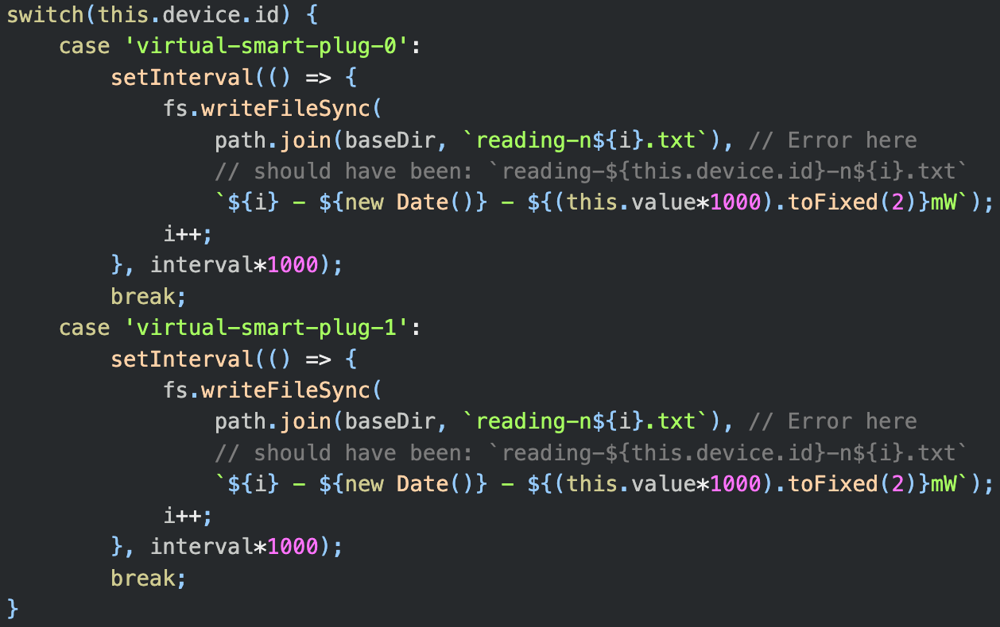 switch(this.device.id) {
    case 'virtual-smart-plug-0':
        setInterval(() => {
            fs.writeFileSync(
                path.join(baseDir, `reading-n${i}.txt`), // Error here
                // should have been: `reading-${this.device.id}-n${i}.txt`
                `${i} - ${new Date()} - ${(this.value*1000).toFixed(2)}mW`);
            i++;
        }, interval*1000);
        break;
    case 'virtual-smart-plug-1':
        setInterval(() => {
            fs.writeFileSync(
                path.join(baseDir, `reading-n${i}.txt`), // Error here
                // should have been: `reading-${this.device.id}-n${i}.txt`
                `${i} - ${new Date()} - ${(this.value*1000).toFixed(2)}mW`);
            i++;
        }, interval*1000);
        break;
}